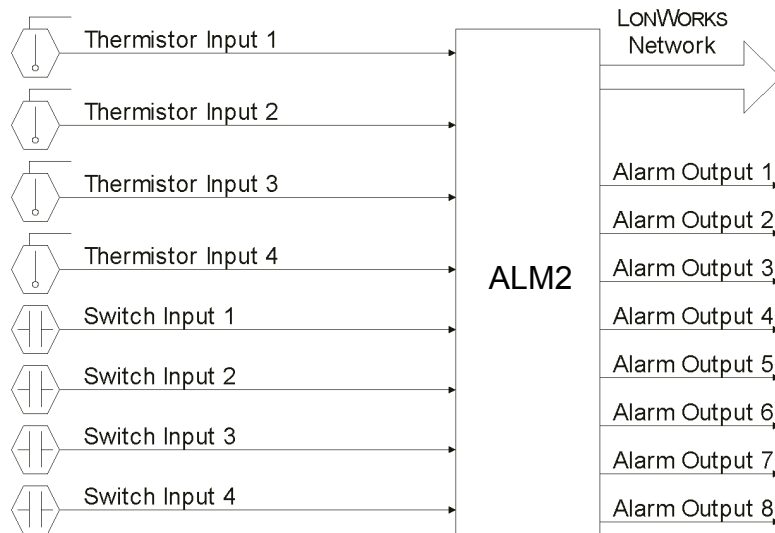 Thermistor Input 1
Thermistor Input 2
Thermistor Input 3
Thermistor Input 4
Switch Input 1
Switch Input 2
Switch Input 3
Switch Input 4
ALM2
LONWORKS
Network
Alarm Output 1
Alarm Output 2
Alarm Output 3
Alarm Output 4
Alarm Output 5
Alarm Output 6
Alarm Output 7
Alarm Output 8